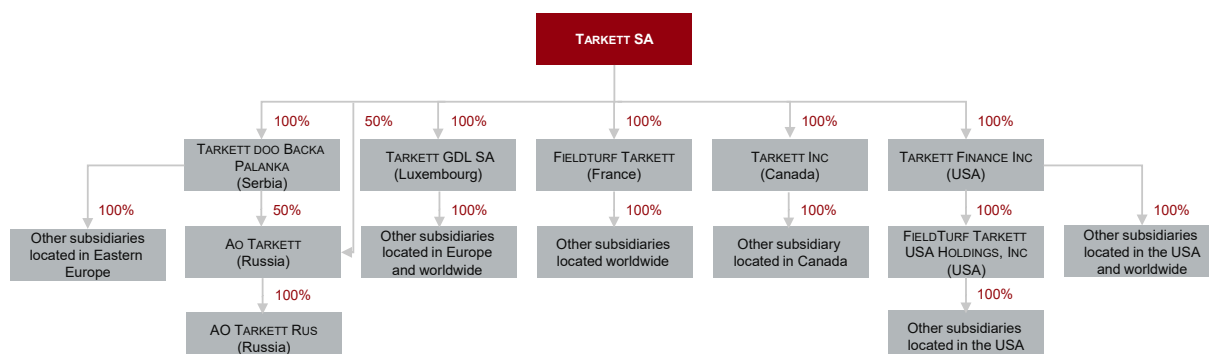 TARKETT SA
100%
50%
100%
100%
100%
100%
TARKETT DOO BACKA
PALANKA
(Serbia)
TARKETT GDL SA
(Luxembourg)
FIELDTURF TARKETT
(France)
TARKETT INC
(Canada)
TARKETT FINANCE INC
(USA)
100%
50%
100%
100%
100%
100%
100%
Other subsidiaries
located in Eastern
Europe
AO TARKETT
(Russia)
Other subsidiaries
located in Europe
and worldwide
Other subsidiaries
located worldwide
Other subsidiary
located in Canada
FIELDTURF TARKETT
USA HOLDINGS, INC
(USA)
Other subsidiaries
located in the USA
and worldwide
100%
100%
AO TARKETT RUS
(Russia)
Other subsidiaries
located in the USA